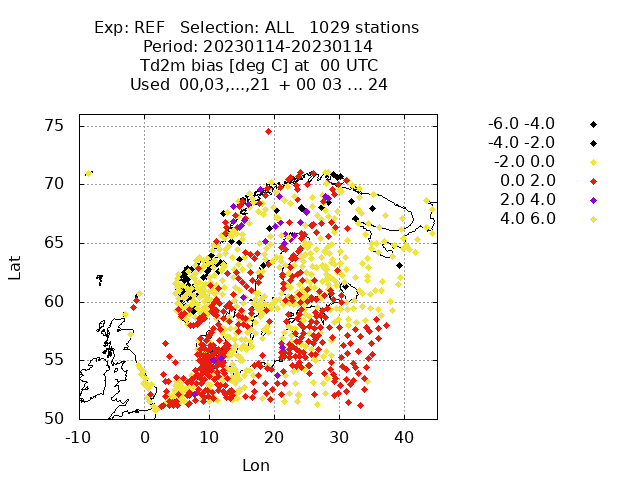 Exp: REF Selection: ALL 1029 stations
Period: 20230114-20230114
Td2m bias [deg C] at 00 UTC
Used 00,03,...,21 + 00 03 ... 24
-6.0 -4.0
-4.0 -2.0
-2.0 0.0
0.0 2.0
2.0 4.0
4.0 6.0
75
70
65
60
55
50
Lat
-10 0 10 20 30 40
Lon